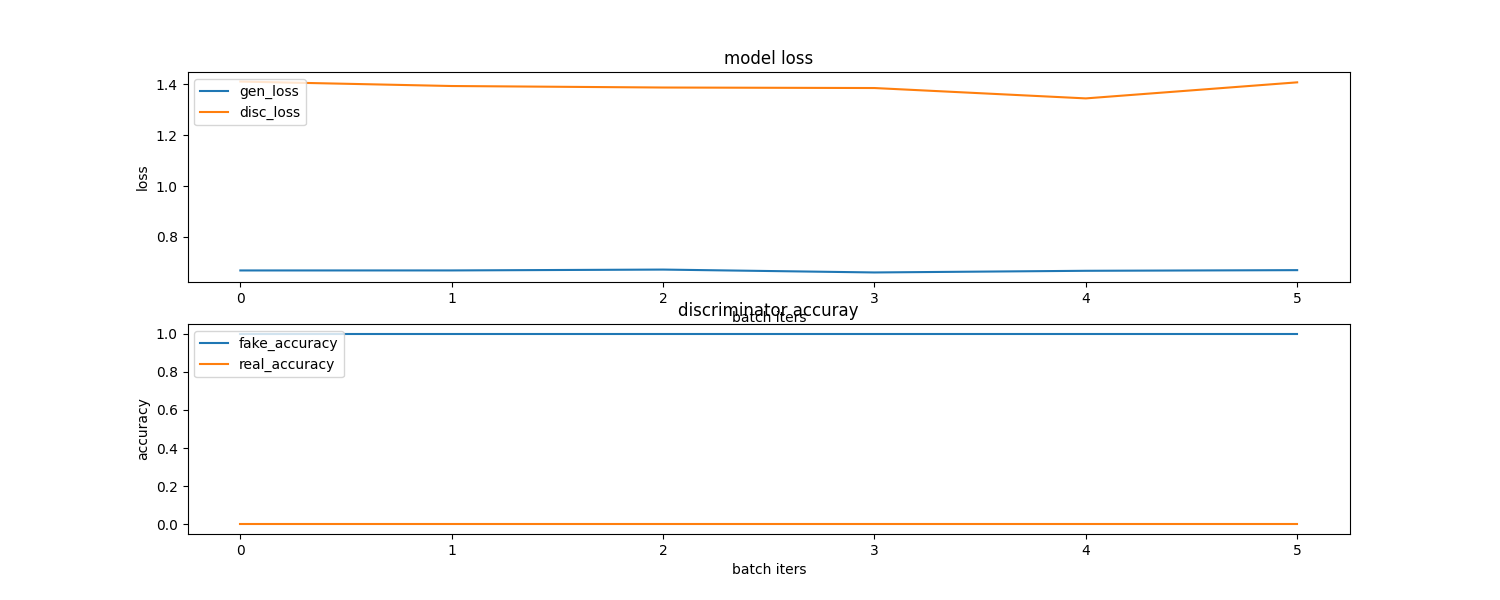 model loss
gen_loss
disc_loss
loss
1.4
1.2
1.0
0.8
0 1 2 3 4 5
batch iters
discriminator accuray
fake_accuracy
real_accuracy
accuracy
1.0
0.8
0.6
0.4
0.2
0.0
0 1 2 3 4 5
batch iters